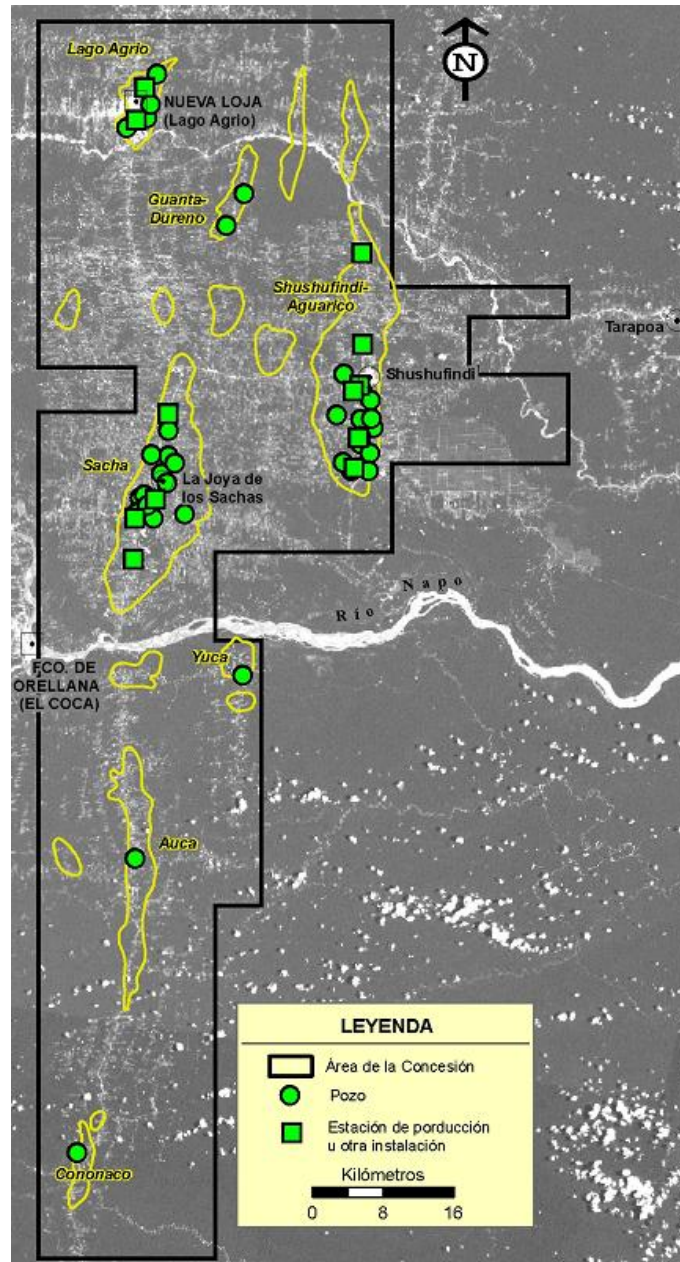 Lago Agrio
N
NUEVA LOJA
(Lago Agrio)
Guanta-
Dureno
Shushufindi-
Aguarico
Tarapoa
Shushufindi
Sacha
La Joya de
los Sachas
Río Napo
Yuca
FCO. DE
ORELLANA
(EL COCA)
Auca
Cononaco
LEYENDA
Área de la Concesión
Pozo
Estación de porducción
u otra instalación
Kilómetros
0 8 16